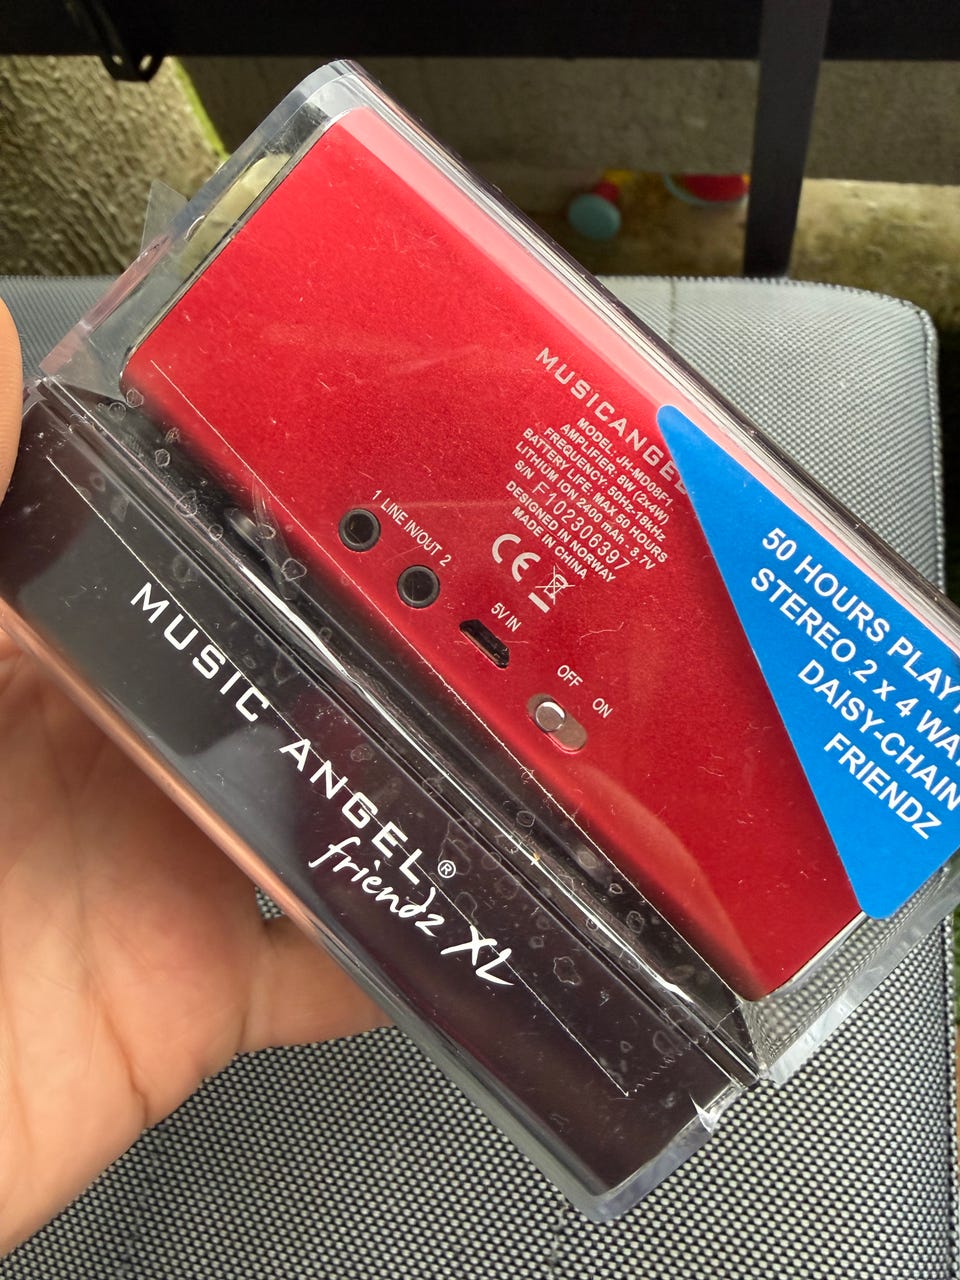 MUSICANGEL
MODEL: JH-MD08F1
AMPLIFIER: 8W (2x4W)
FREQUENCY: 50Hz-18kHz
BATTERY LIFE: MAX 50 HOURS
LITHIUM ION 2400 mAh - 3.7V
S/N F102306397
DESIGNED IN NORWAY
MADE IN CHINA
CE
1 LINE IN/OUT 2
5V IN
OFF ON
50 HOURS PLAY
STEREO 2 x 4 WA
DAISY-CHAIN
FRIENDZ
MUSIC ANGEL®
friendz XL